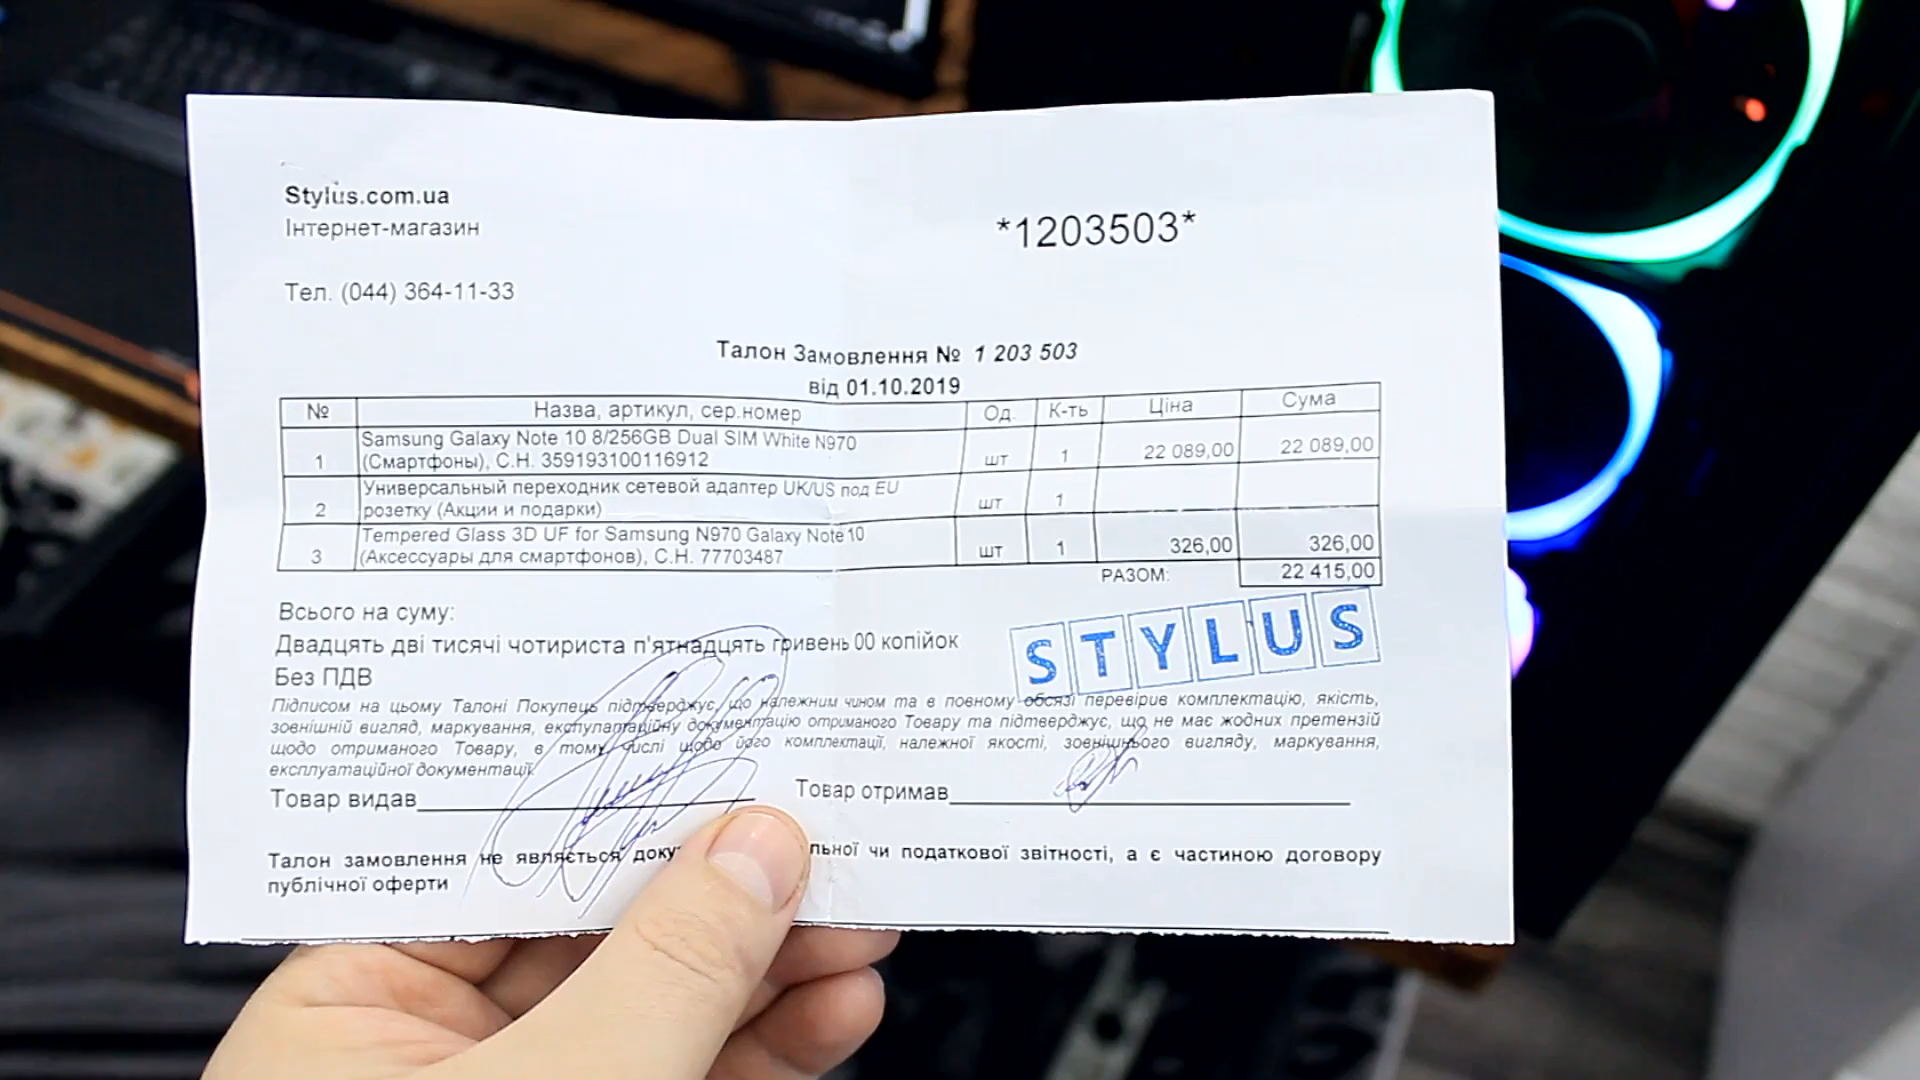 Stylus.com.ua
Інтернет-магазин
*1203503*
Тел. (044) 364-11-33
Талон Замовлення № 1 203 503
від 01.10.2019
№ Назва, артикул, сер.номер Од. К-ть Ціна Сума
1 Samsung Galaxy Note 10 8/256GB Dual SIM White N970 (Смартфоны), С.Н. 359193100116912 шт 1 22 089,00 22 089,00
2 Универсальный переходник сетевой адаптер UK/US под EU розетку (Акции и подарки) шт 1
3 Tempered Glass 3D UF for Samsung N970 Galaxy Note 10 (Аксессуары для смартфонов), С.Н. 77703487 шт 1 326,00 326,00
РАЗОМ: 22 415,00
Всього на суму:
Двадцять дві тисячі чотириста п'ятнадцять гривень 00 копійок
STYLUS
Без ПДВ
Підписом на цьому Талоні Покупець підтверджує, що належним чином та в повному обсязі перевірив комплектацію, якість,
зовнішній вигляд, маркування, експулатаційну документацію отриманого Товару та підтверджує, що не має жодних претензій
щодо отриманого Товару, в тому числі щодо його комплектації, належної якості, зовнішнього вигляду, маркування,
експлуатаційної документації.
Товар видав Товар отримав
Талон замовлення не являється чи податкової звітності, а є частиною договору
публічної оферти